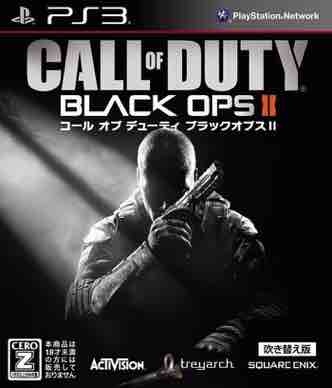 PS3
PlayStation Network
CALL OF DUTY
BLACK OPS II
コール オブ デューティ ブラックオプスII
CERO
Z
本商品は
18才未満
の方には
販売して
おりません
ACTIVISION
treyarch
吹き替え版
SQUARE ENIX